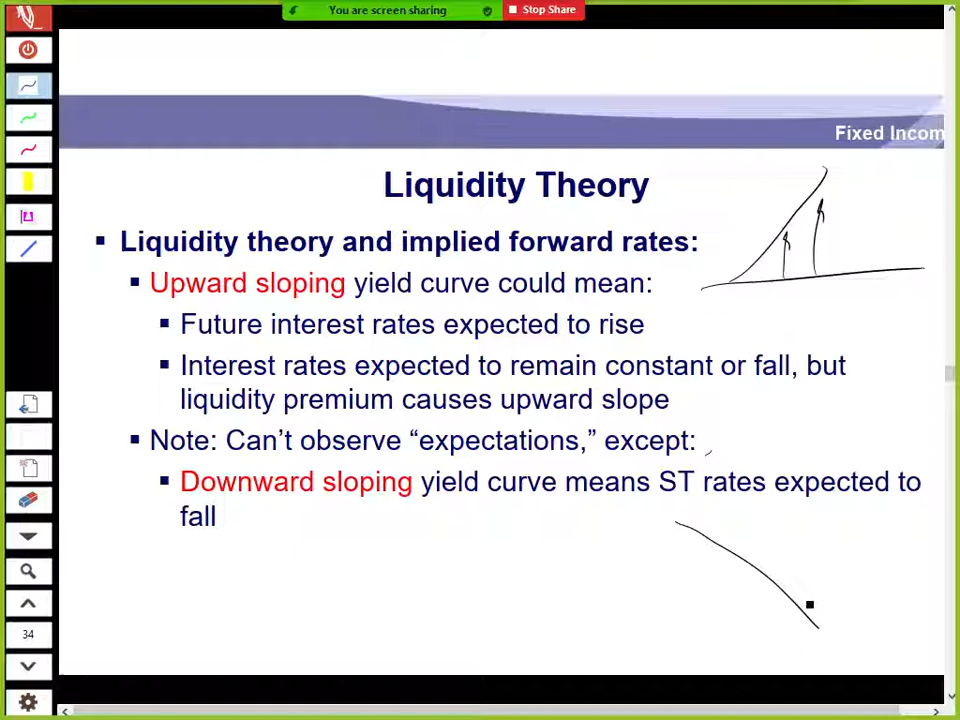 You are screen sharing
Stop Share
Fixed Incom
Liquidity Theory
▪ Liquidity theory and implied forward rates:
▪ Upward sloping yield curve could mean:
▪ Future interest rates expected to rise
▪ Interest rates expected to remain constant or fall, but
liquidity premium causes upward slope
▪ Note: Can’t observe “expectations,” except:
▪ Downward sloping yield curve means ST rates expected to
fall
34